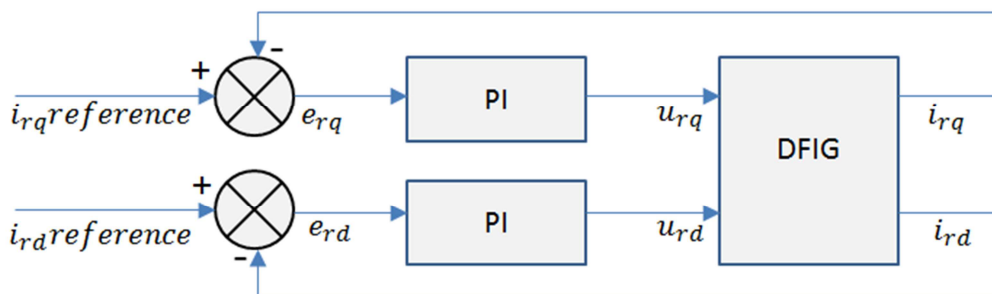 -
+
i_rq reference
e_rq
PI
u_rq
DFIG
i_rq
+
i_rd reference
e_rd
PI
u_rd
i_rd
-